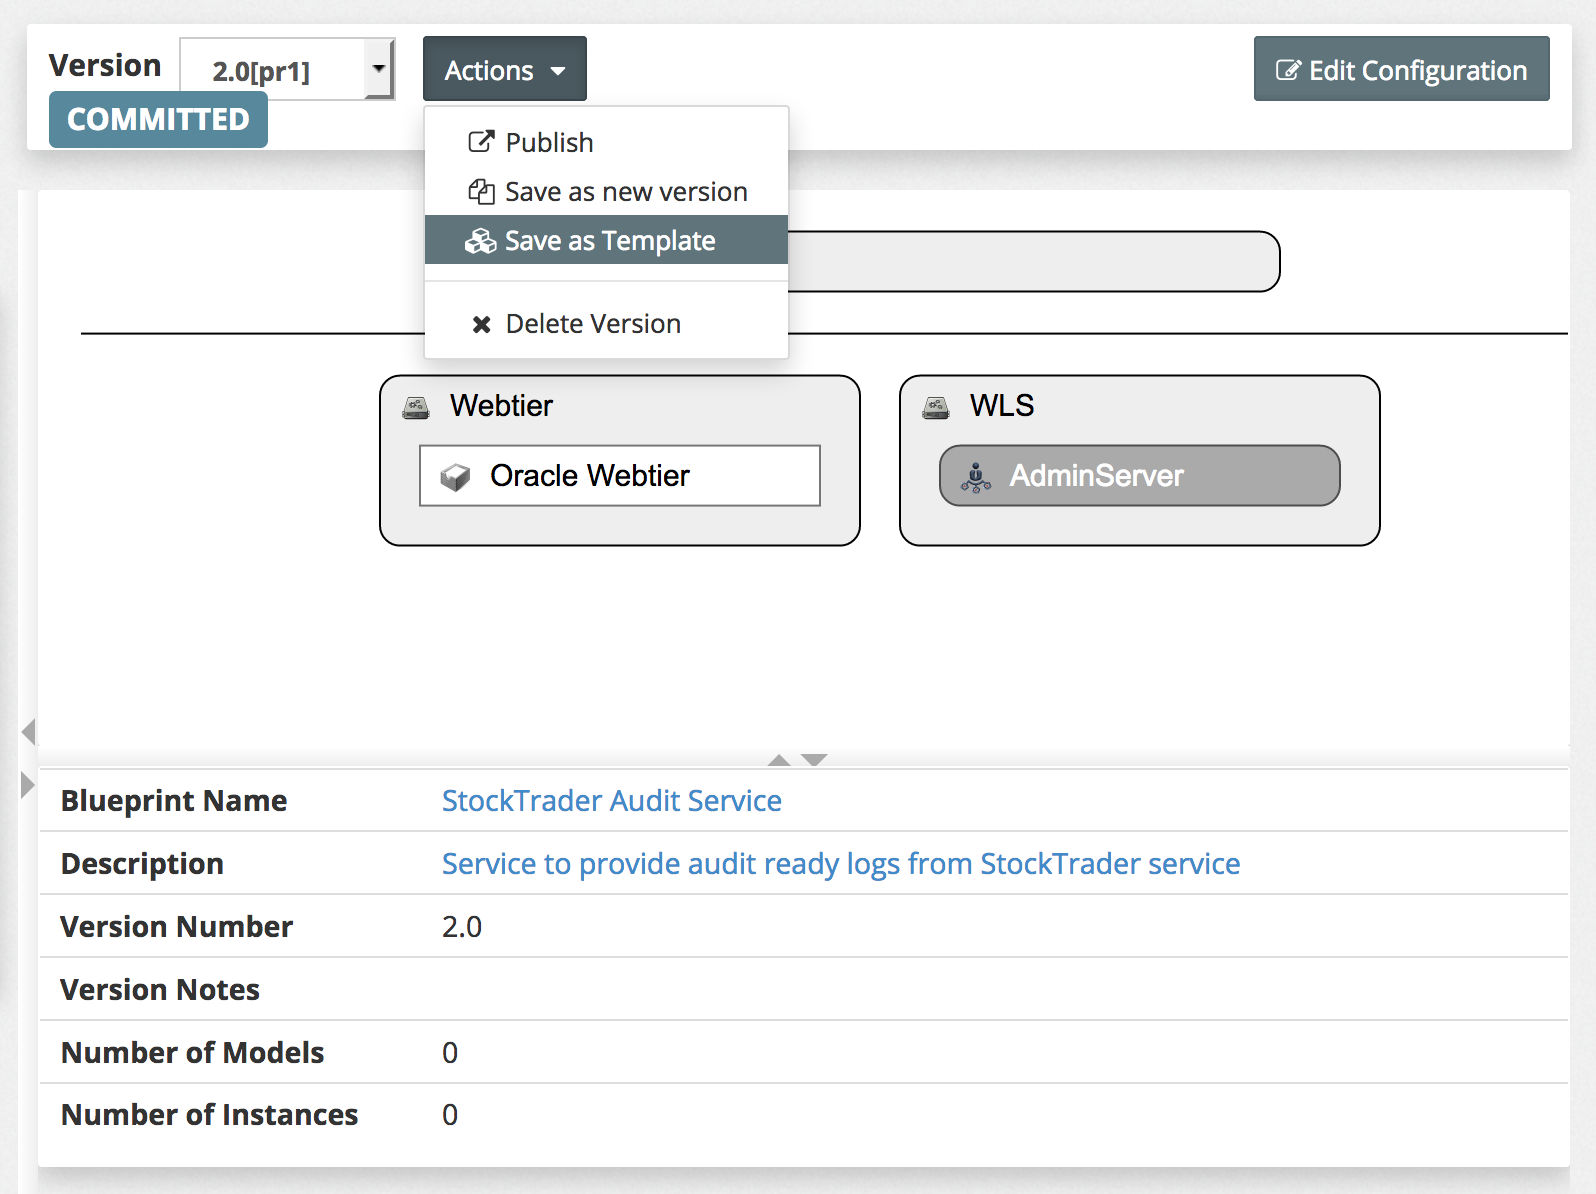 Version
2.0[pr1]
Actions
Edit Configuration
COMMITTED
Publish
Save as new version
Save as Template
Delete Version
Webtier
WLS
Oracle Webtier
AdminServer
Blueprint Name StockTrader Audit Service
Description Service to provide audit ready logs from StockTrader service
Version Number 2.0
Version Notes
Number of Models 0
Number of Instances 0